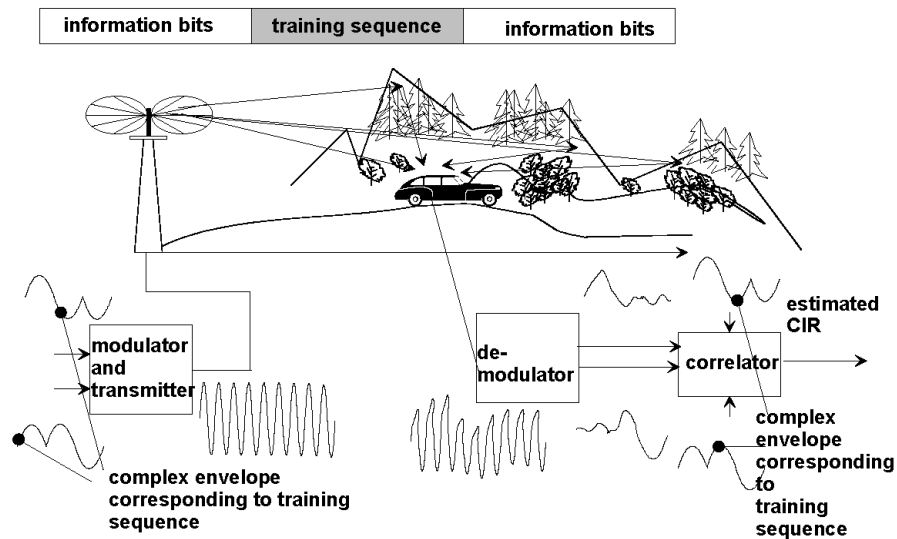 information bits
training sequence
information bits
estimated
CIR
modulator
and
transmitter
de-
modulator
correlator
complex envelope
corresponding to training
sequence
complex
envelope
corresponding
to
training
sequence